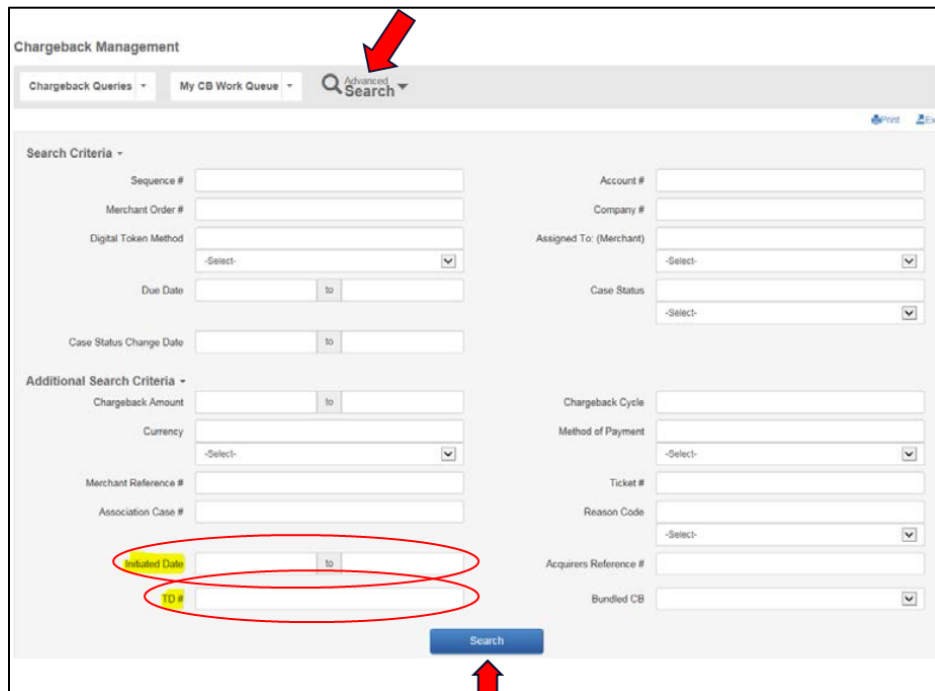 Chargeback Management
Chargeback Queries
My CB Work Queue
Advanced
Search
Print
Ex
Search Criteria
Sequence #
Account #
Merchant Order #
Company #
Digital Token Method
Assigned To: (Merchant)
-Select-
-Select-
Due Date
to
Case Status
-Select-
Case Status Change Date
to
Additional Search Criteria
Chargeback Amount
to
Chargeback Cycle
Currency
Method of Payment
-Select-
-Select-
Merchant Reference #
Ticket #
Association Case #
Reason Code
-Select-
Initiated Date
to
Acquirers Reference #
TD #
Bundled CB
Search